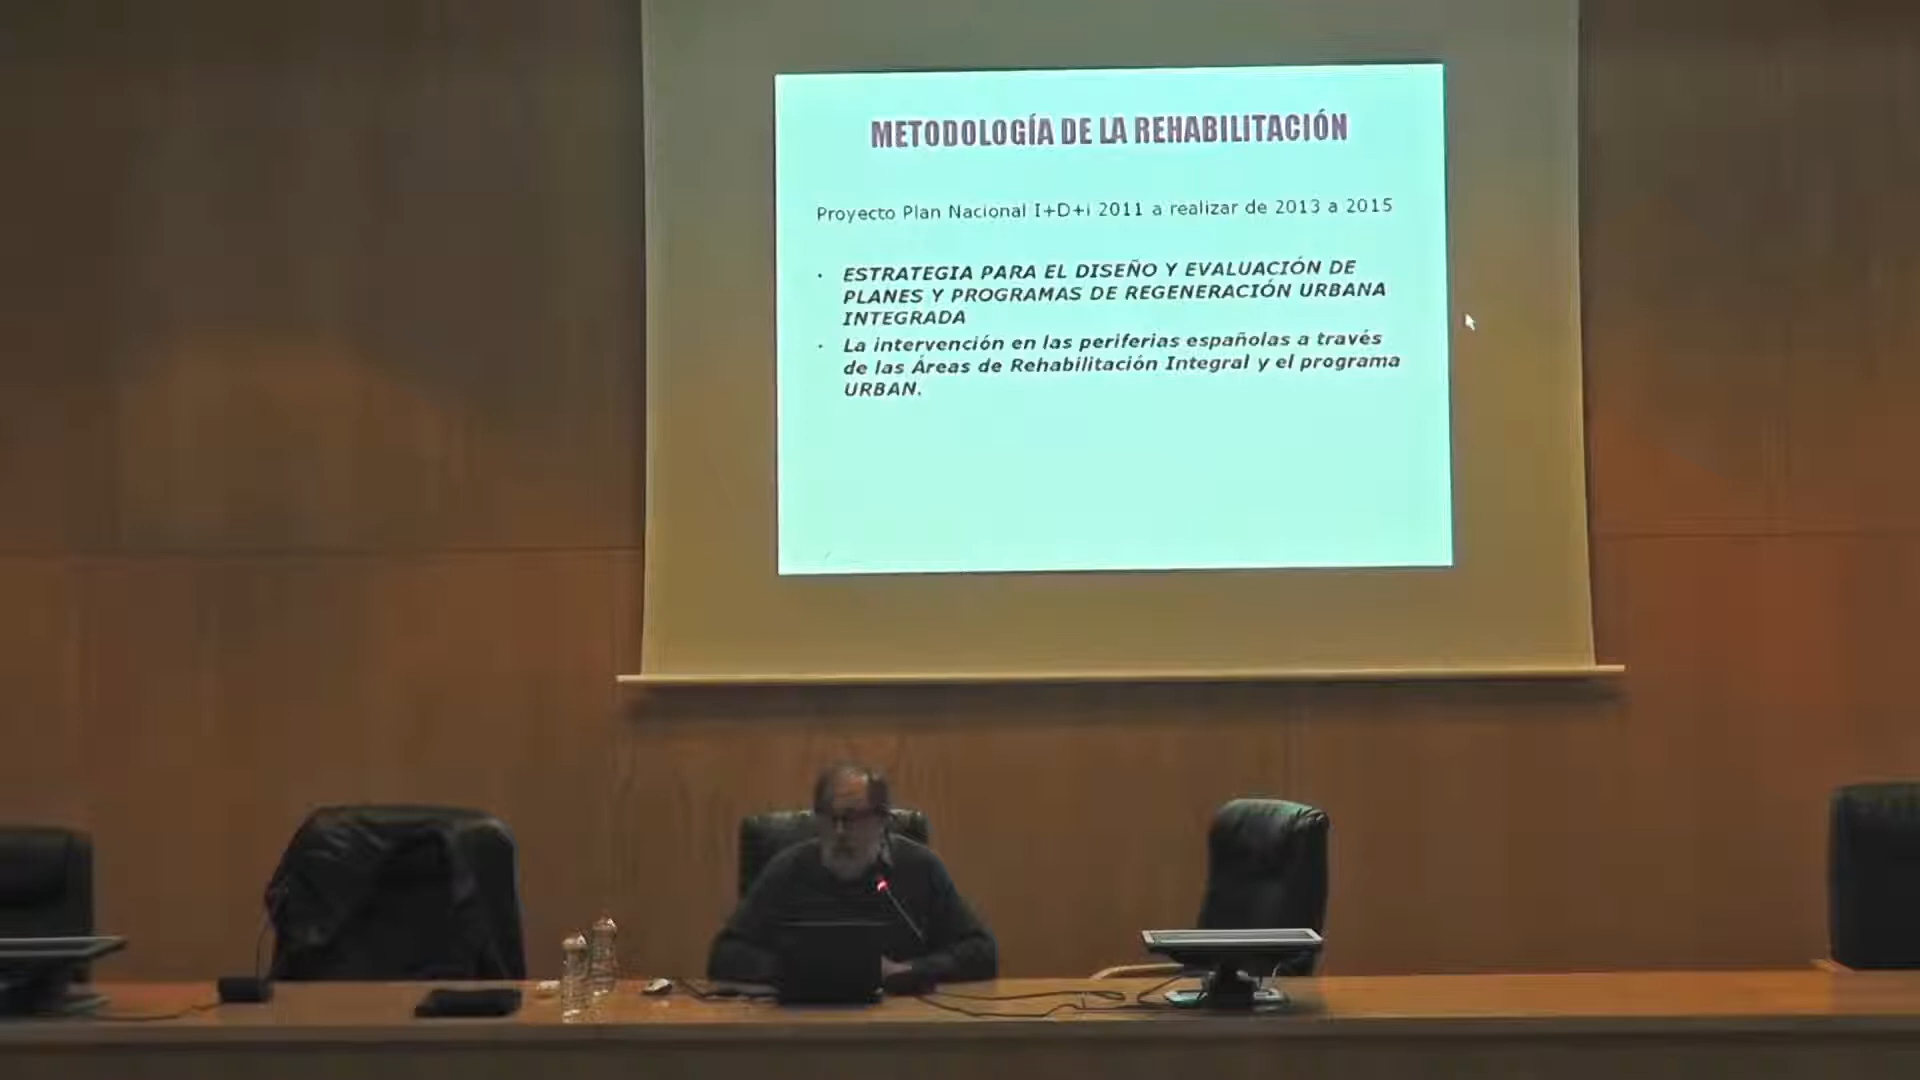 METODOLOGÍA DE LA REHABILITACIÓN
Proyecto Plan Nacional I+D+i 2011 a realizar de 2013 a 2015
· ESTRATEGIA PARA EL DISEÑO Y EVALUACIÓN DE
PLANES Y PROGRAMAS DE REGENERACIÓN URBANA
INTEGRADA
· La intervención en las periferias españolas a través
de las Áreas de Rehabilitación Integral y el programa
URBAN.